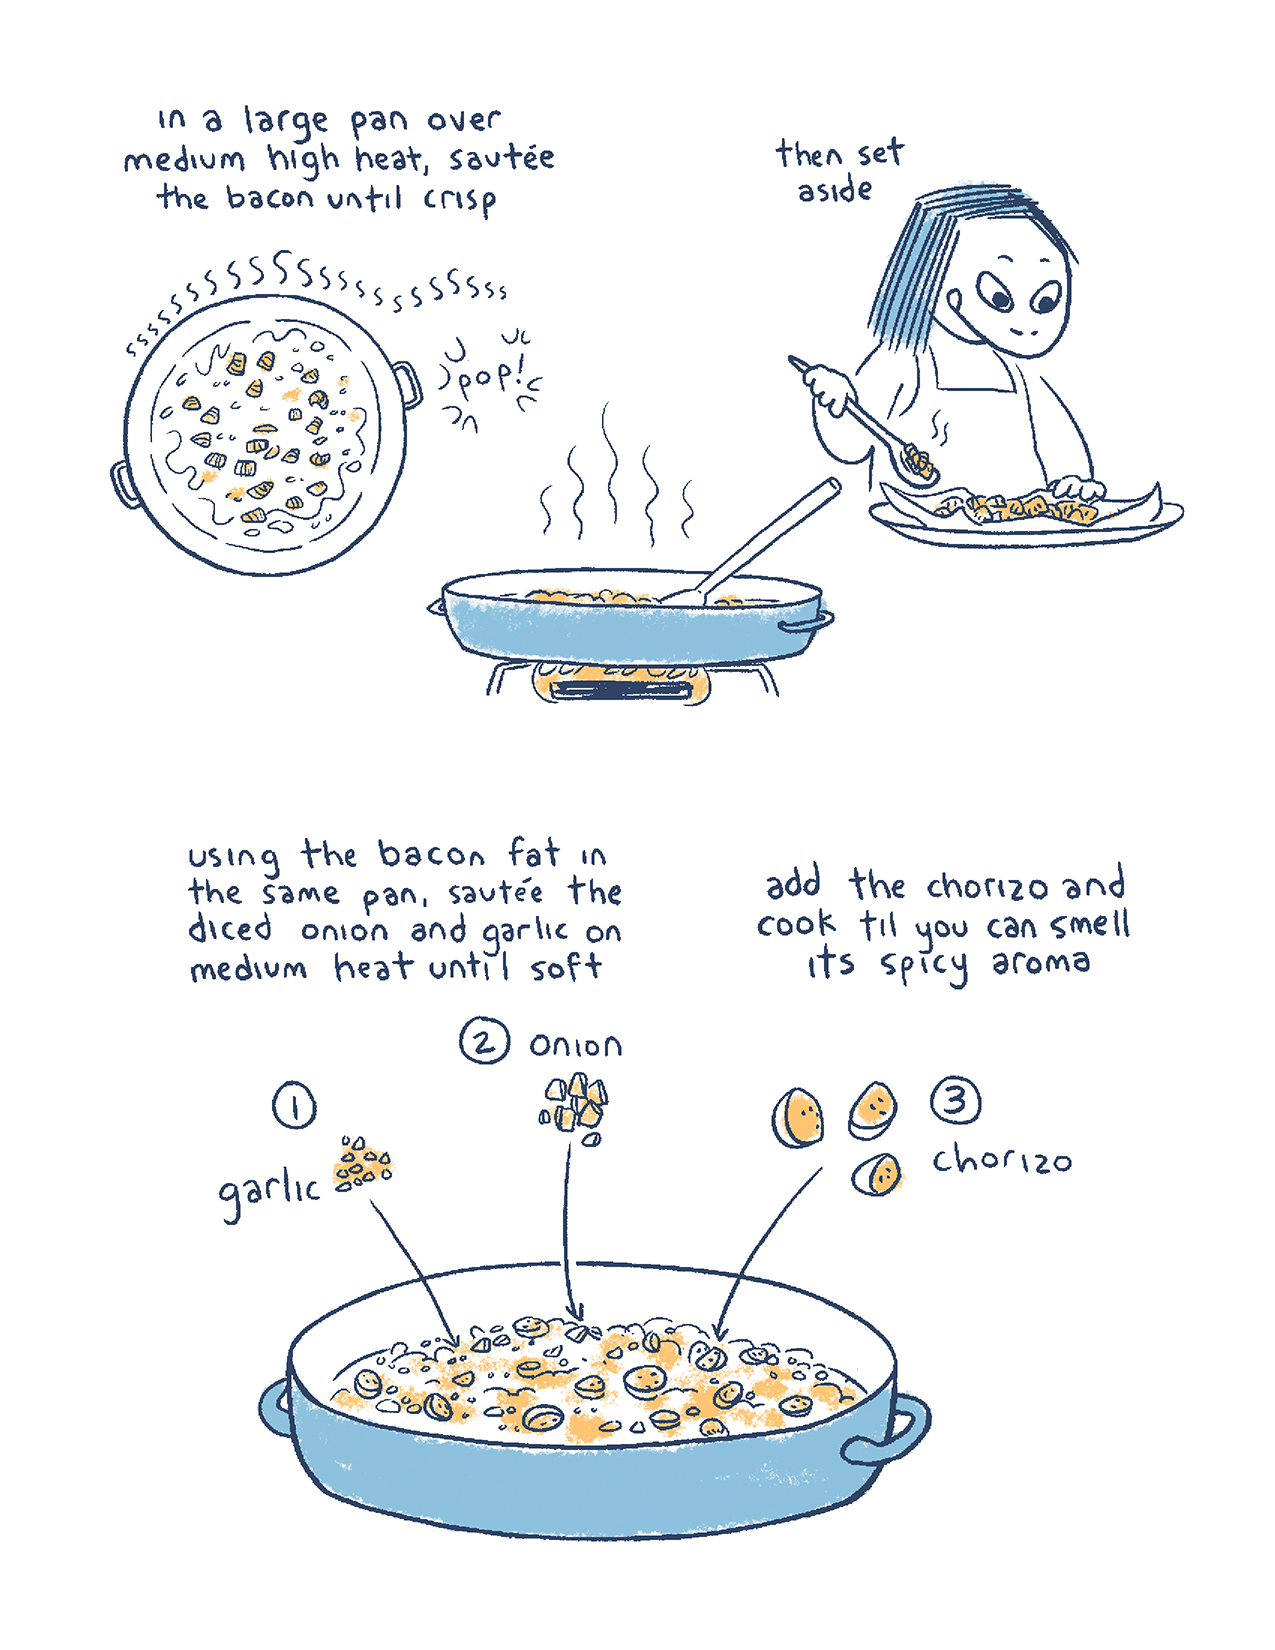 in a large pan over
medium high heat, sautée
the bacon until crisp
then set
aside
sssssssssssssssssssssssss
pop!
using the bacon fat in
the same pan, sautée the
diced onion and garlic on
medium heat until soft
add the chorizo and
cook til you can smell
its spicy aroma
1
garlic
2 onion
3
chorizo